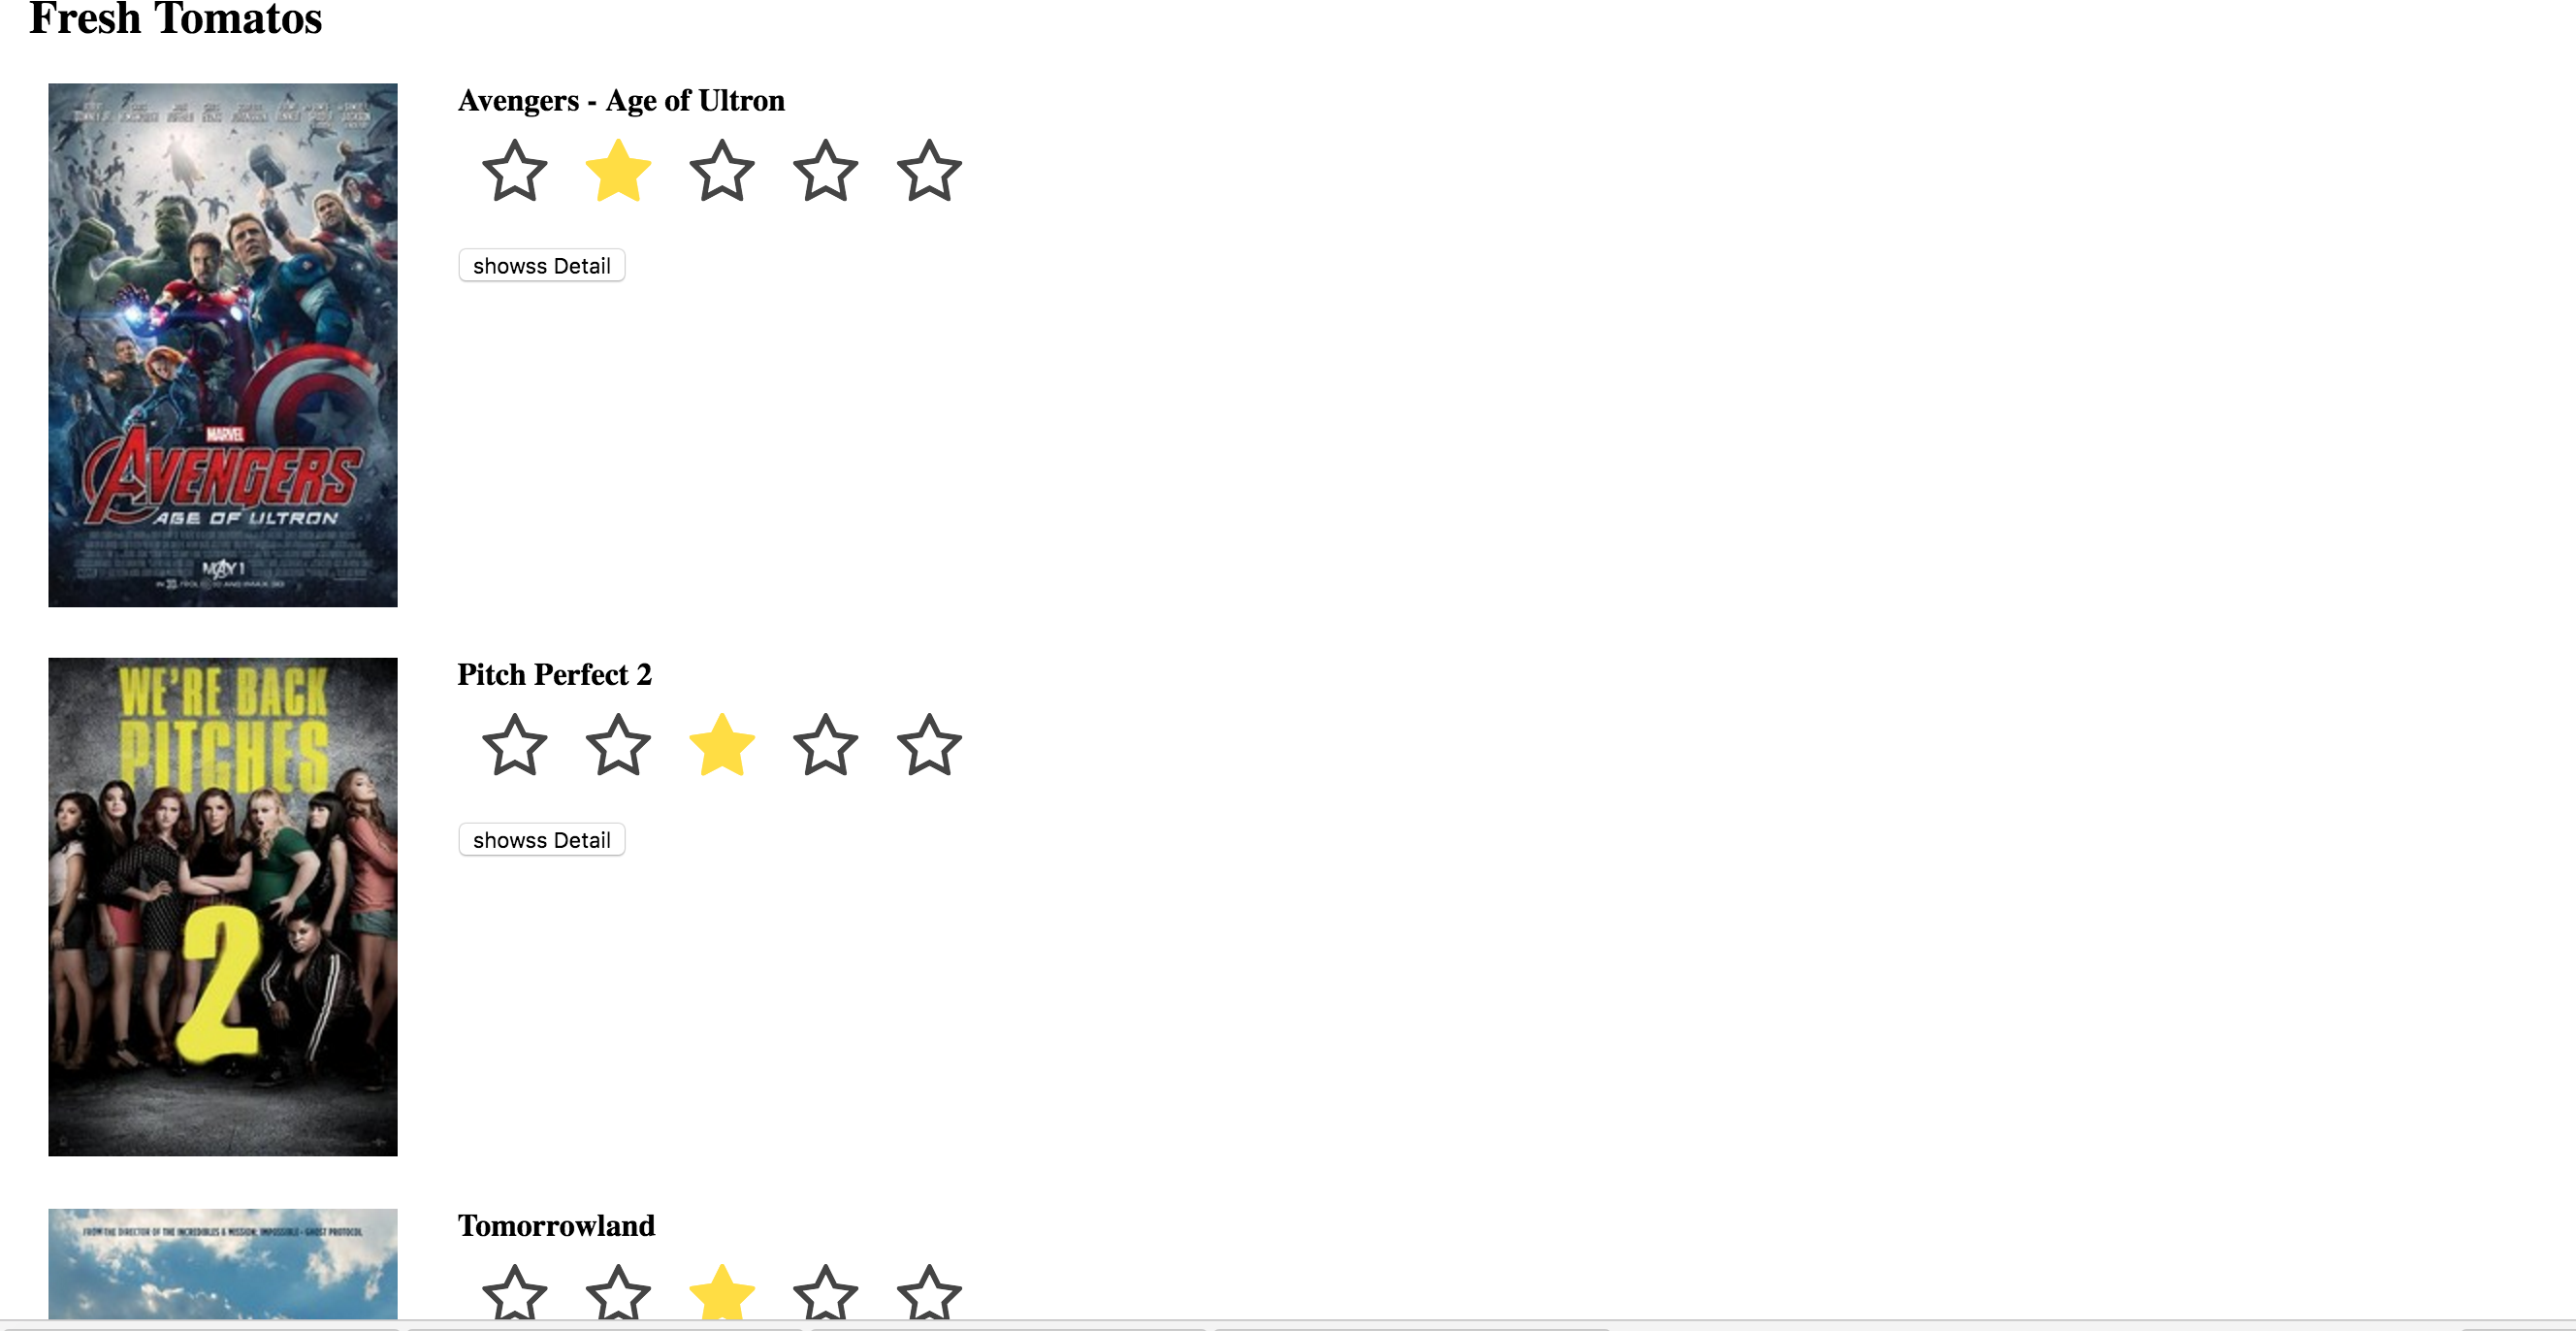 Fresh Tomatos
Avengers - Age of Ultron
showss Detail
MARVEL
AVENGERS
AGE OF ULTRON
MAY 1
Pitch Perfect 2
WE'RE BACK
PITCHES
showss Detail
2
Tomorrowland
FROM THE DIRECTOR OF THE INCREDIBLES & MISSION: IMPOSSIBLE - GHOST PROTOCOL